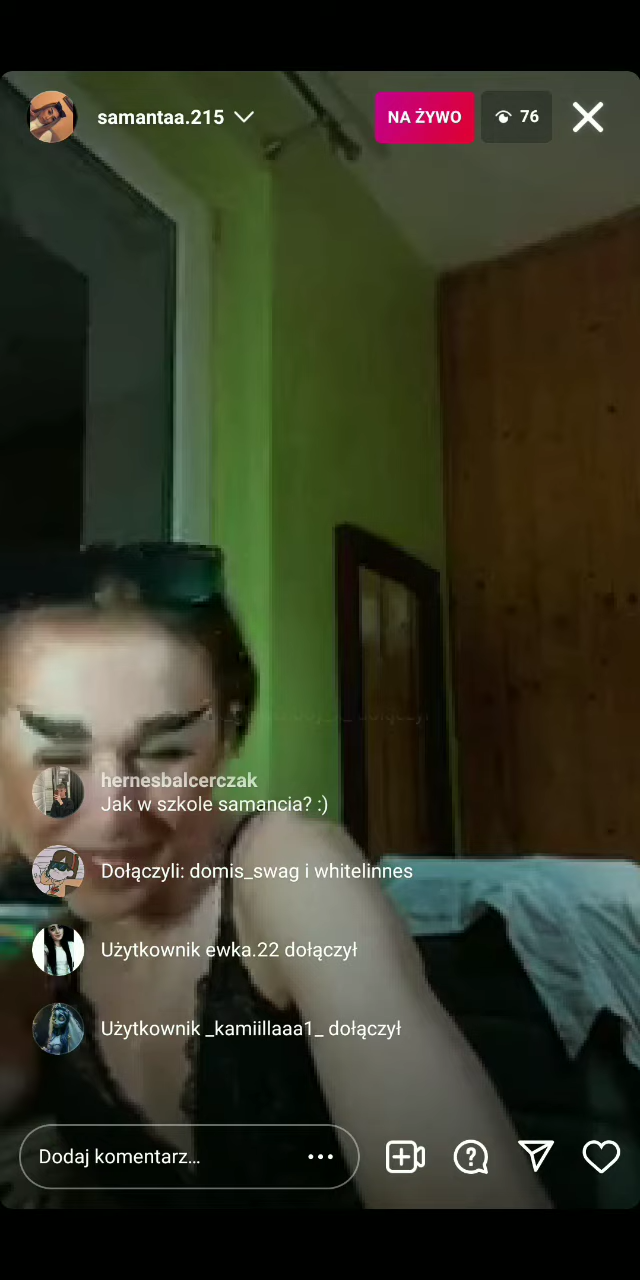 samantaa.215
NA ŻYWO
76
hernesbalcerczak
Jak w szkole samancia? :)
Dołączyli: domis_swag i whitelinnes
Użytkownik ewka.22 dołączył
Użytkownik _kamiillaaa1_ dołączył
Dodaj komentarz...